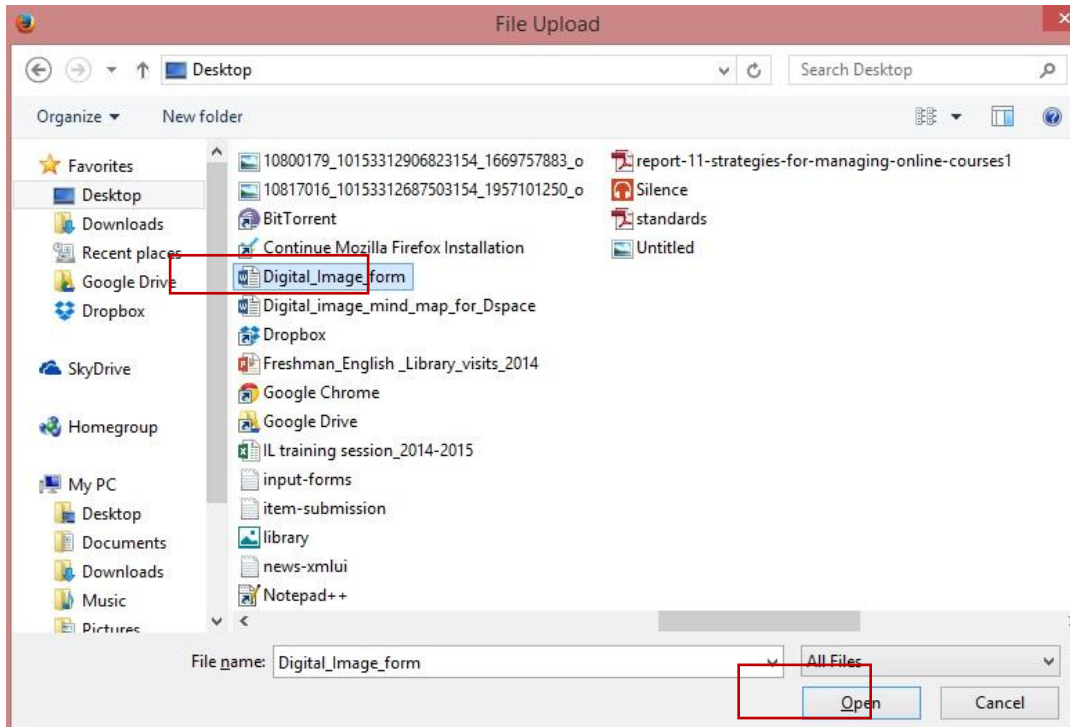 File Upload
Desktop
Search Desktop
Organize
New folder
Favorites
Desktop
Downloads
Recent places
Google Drive
Dropbox
SkyDrive
Homegroup
My PC
Desktop
Documents
Downloads
Music
Pictures
10800179_10153312906823154_1669757883_o
10817016_10153312687503154_1957101250_o
BitTorrent
Continue Mozilla Firefox Installation
Digital_Image_form
Digital_image_mind_map_for_Dspace
Dropbox
Freshman_English _Library_visits_2014
Google Chrome
Google Drive
IL training session_2014-2015
input-forms
item-submission
library
news-xmlui
Notepad++
report-11-strategies-for-managing-online-courses1
Silence
standards
Untitled
File name: Digital_Image_form
All Files
Open
Cancel